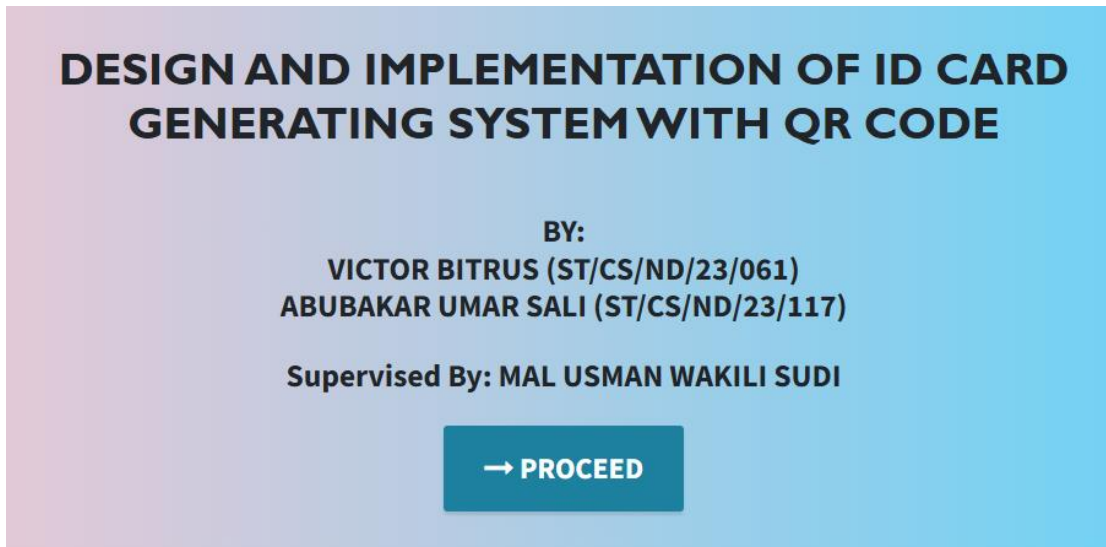 DESIGN AND IMPLEMENTATION OF ID CARD
GENERATING SYSTEM WITH QR CODE
BY:
VICTOR BITRUS (ST/CS/ND/23/061)
ABUBAKAR UMAR SALI (ST/CS/ND/23/117)
Supervised By: MAL USMAN WAKILI SUDI
→ PROCEED